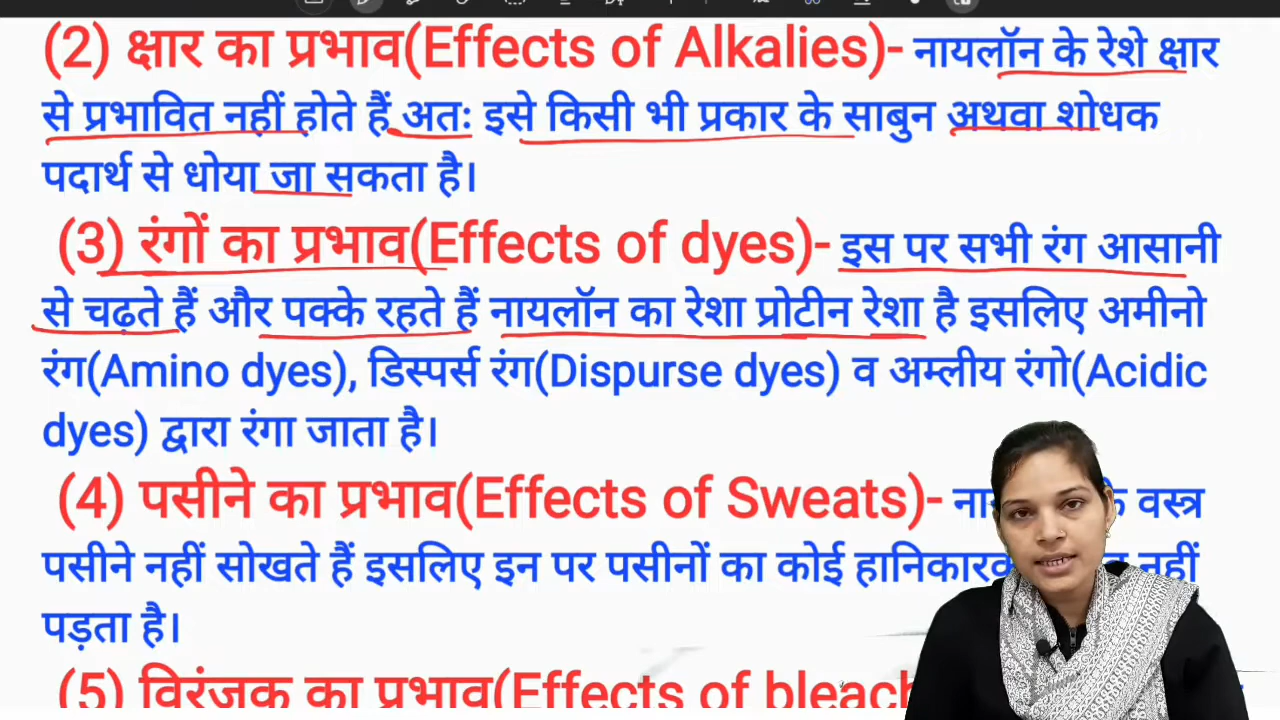 (2) क्षार का प्रभाव(Effects of Alkalies)- नायलॉन के रेशे क्षार
से प्रभावित नहीं होते हैं अतः इसे किसी भी प्रकार के साबुन अथवा शोधक
पदार्थ से धोया जा सकता है।
(3) रंगों का प्रभाव(Effects of dyes)- इस पर सभी रंग आसानी
से चढ़ते हैं और पक्के रहते हैं नायलॉन का रेशा प्रोटीन रेशा है इसलिए अमीनो
रंग(Amino dyes), डिस्पर्स रंग(Dispurse dyes) व अम्लीय रंगो(Acidic
dyes) द्वारा रंगा जाता है।
(4) पसीने का प्रभाव(Effects of Sweats)- के वस्त्र
पसीने नहीं सोखते हैं इसलिए इन पर पसीनों का कोई हानिकारक नहीं
पड़ता है।
(5) विरंजक का प्रभाव(Effects of bleach